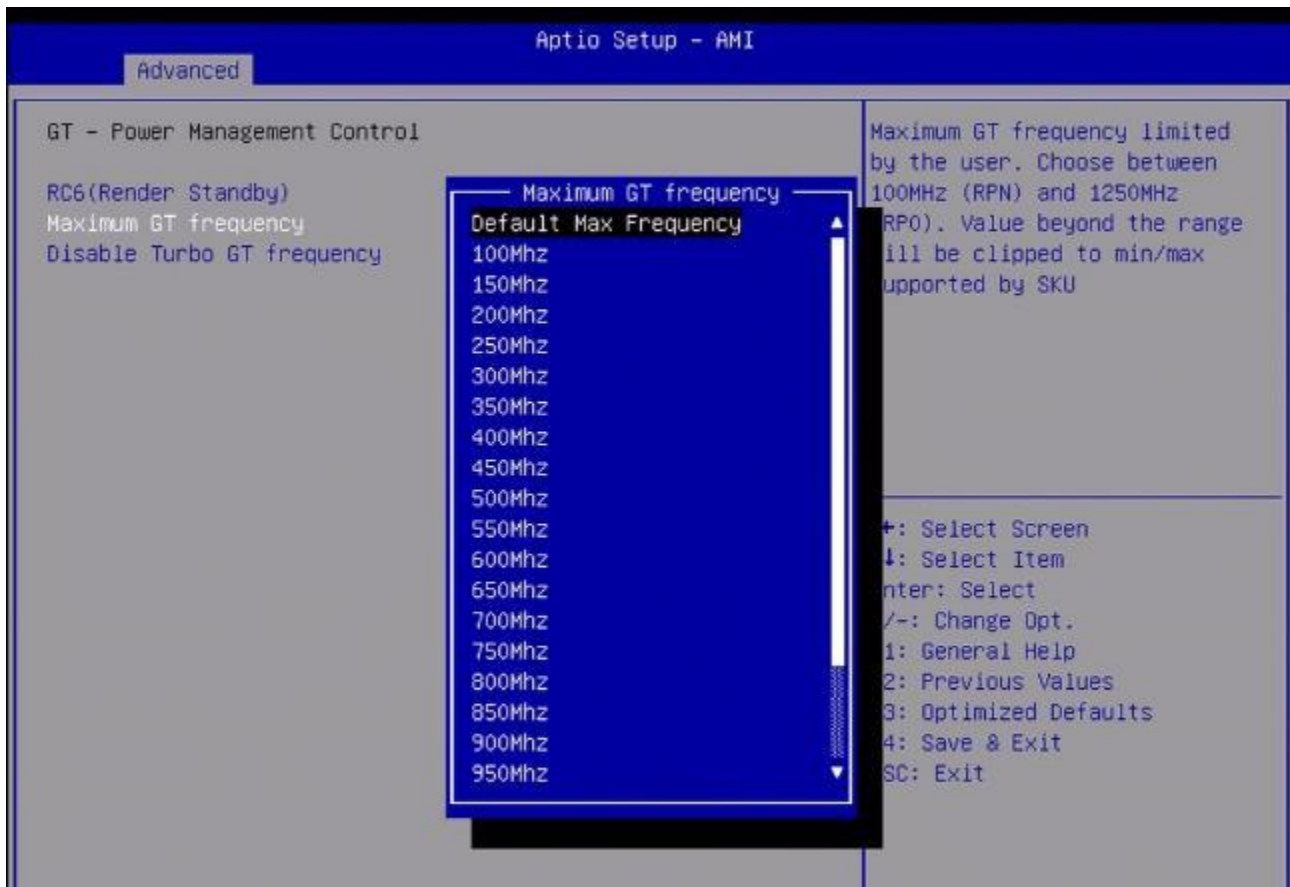 Aptio Setup – AMI
Advanced
GT – Power Management Control
RC6(Render Standby)
Maximum GT frequency
Disable Turbo GT frequency
Maximum GT frequency
Default Max Frequency
100Mhz
150Mhz
200Mhz
250Mhz
300Mhz
350Mhz
400Mhz
450Mhz
500Mhz
550Mhz
600Mhz
650Mhz
700Mhz
750Mhz
800Mhz
850Mhz
900Mhz
950Mhz
Maximum GT frequency limited
by the user. Choose between
100MHz (RPN) and 1250MHz
RP0). Value beyond the range
ill be clipped to min/max
upported by SKU
: Select Screen
↓: Select Item
nter: Select
/-: Change Opt.
1: General Help
2: Previous Values
3: Optimized Defaults
4: Save & Exit
SC: Exit